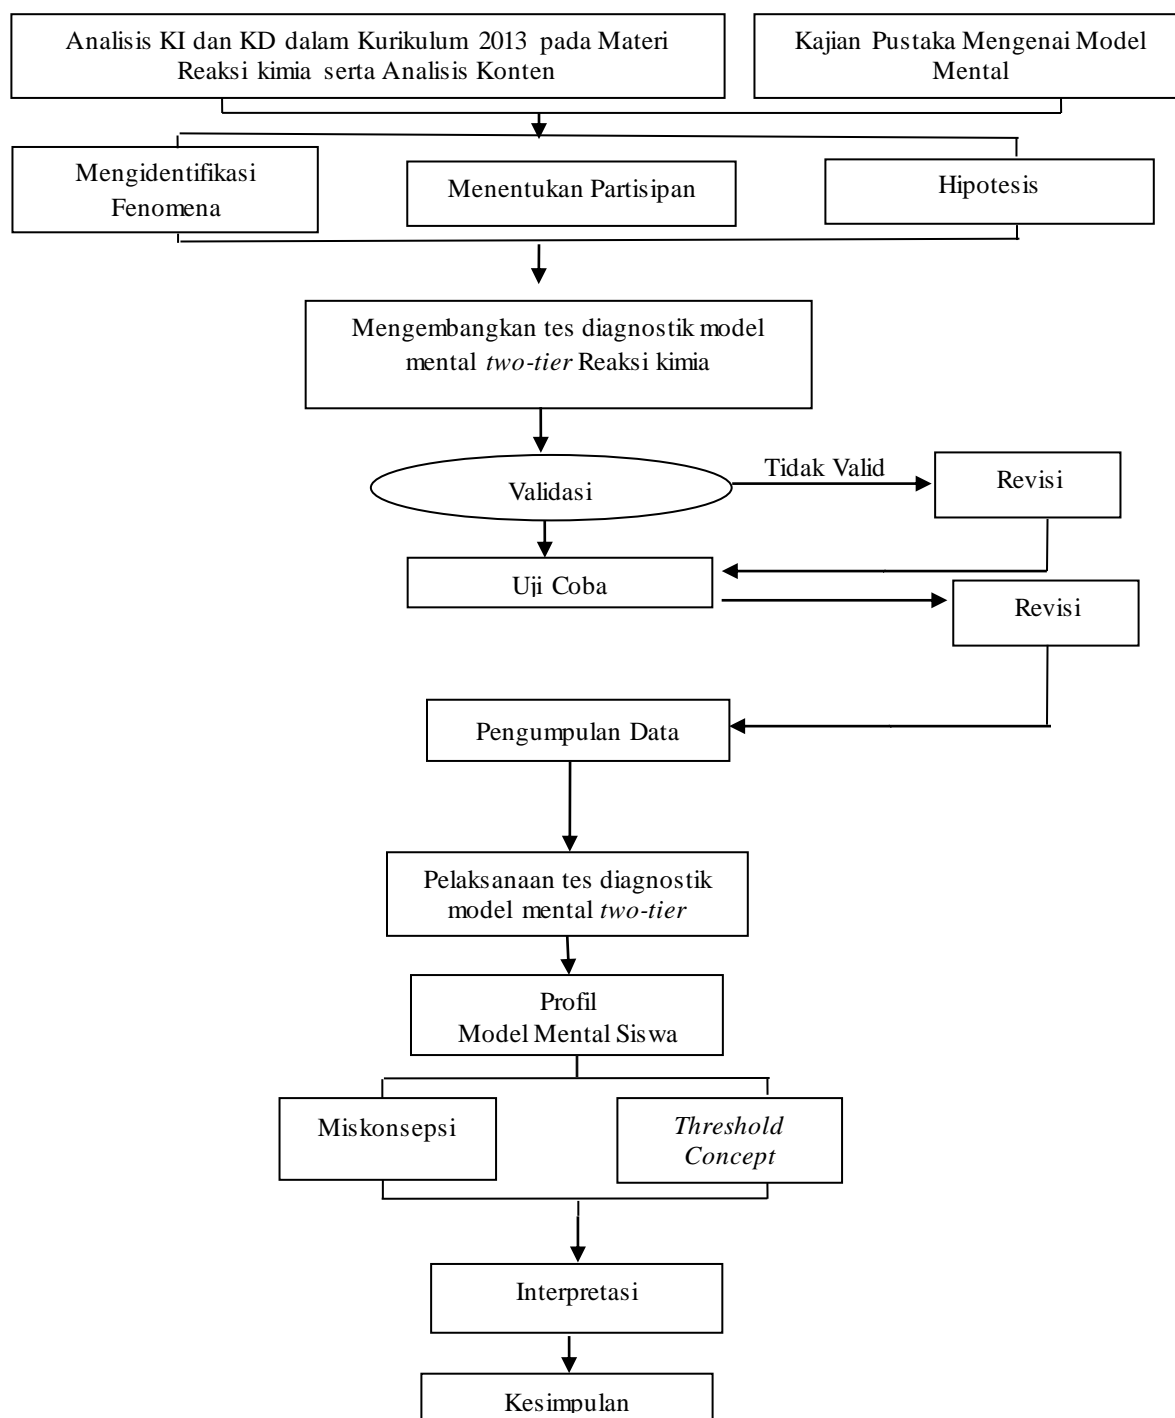 Analisis KI dan KD dalam Kurikulum 2013 pada Materi
Reaksi kimia serta Analisis Konten
Kajian Pustaka Mengenai Model
Mental
Mengidentifikasi
Fenomena
Menentukan Partisipan
Hipotesis
Mengembangkan tes diagnostik model
mental two-tier Reaksi kimia
Validasi
Tidak Valid
Revisi
Uji Coba
Revisi
Pengumpulan Data
Pelaksanaan tes diagnostik
model mental two-tier
Profil
Model Mental Siswa
Miskonsepsi
Threshold
Concept
Interpretasi
Kesimpulan